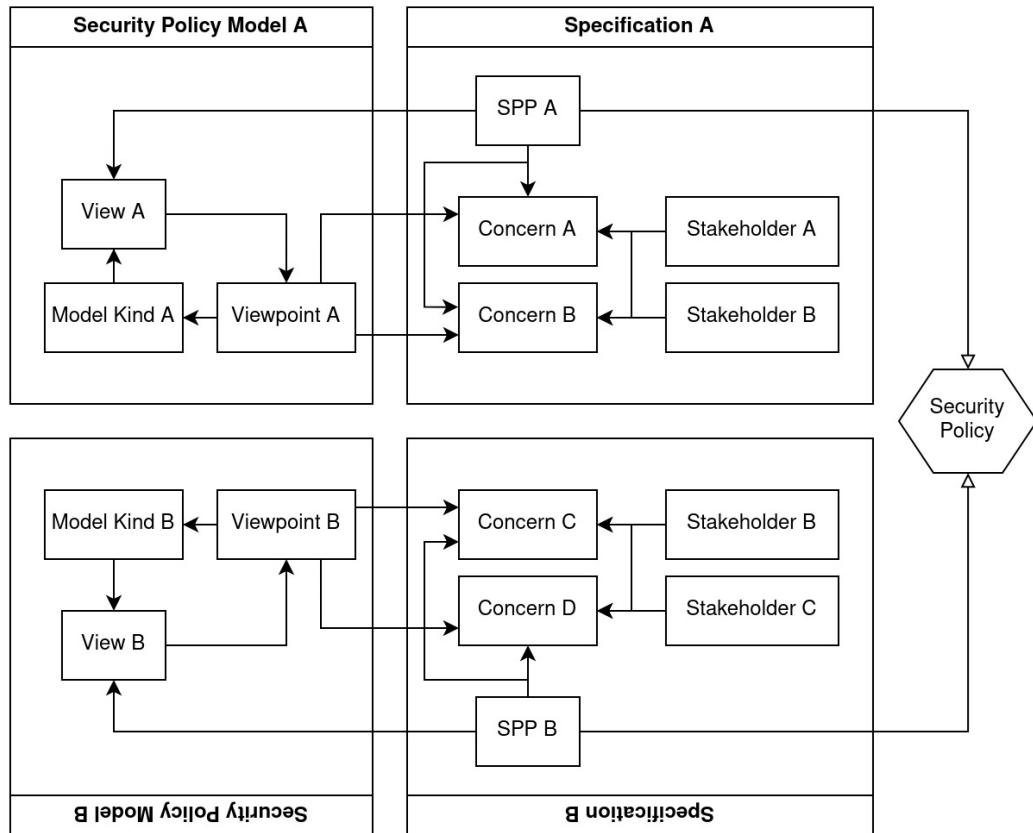 Security Policy Model A
Specification A
SPP A
View A
Concern A
Stakeholder A
Model Kind A
Viewpoint A
Concern B
Stakeholder B
Security
Policy
Model Kind B
Viewpoint B
Concern C
Stakeholder B
Concern D
Stakeholder C
View B
SPP B
Security Policy Model B
Specification B